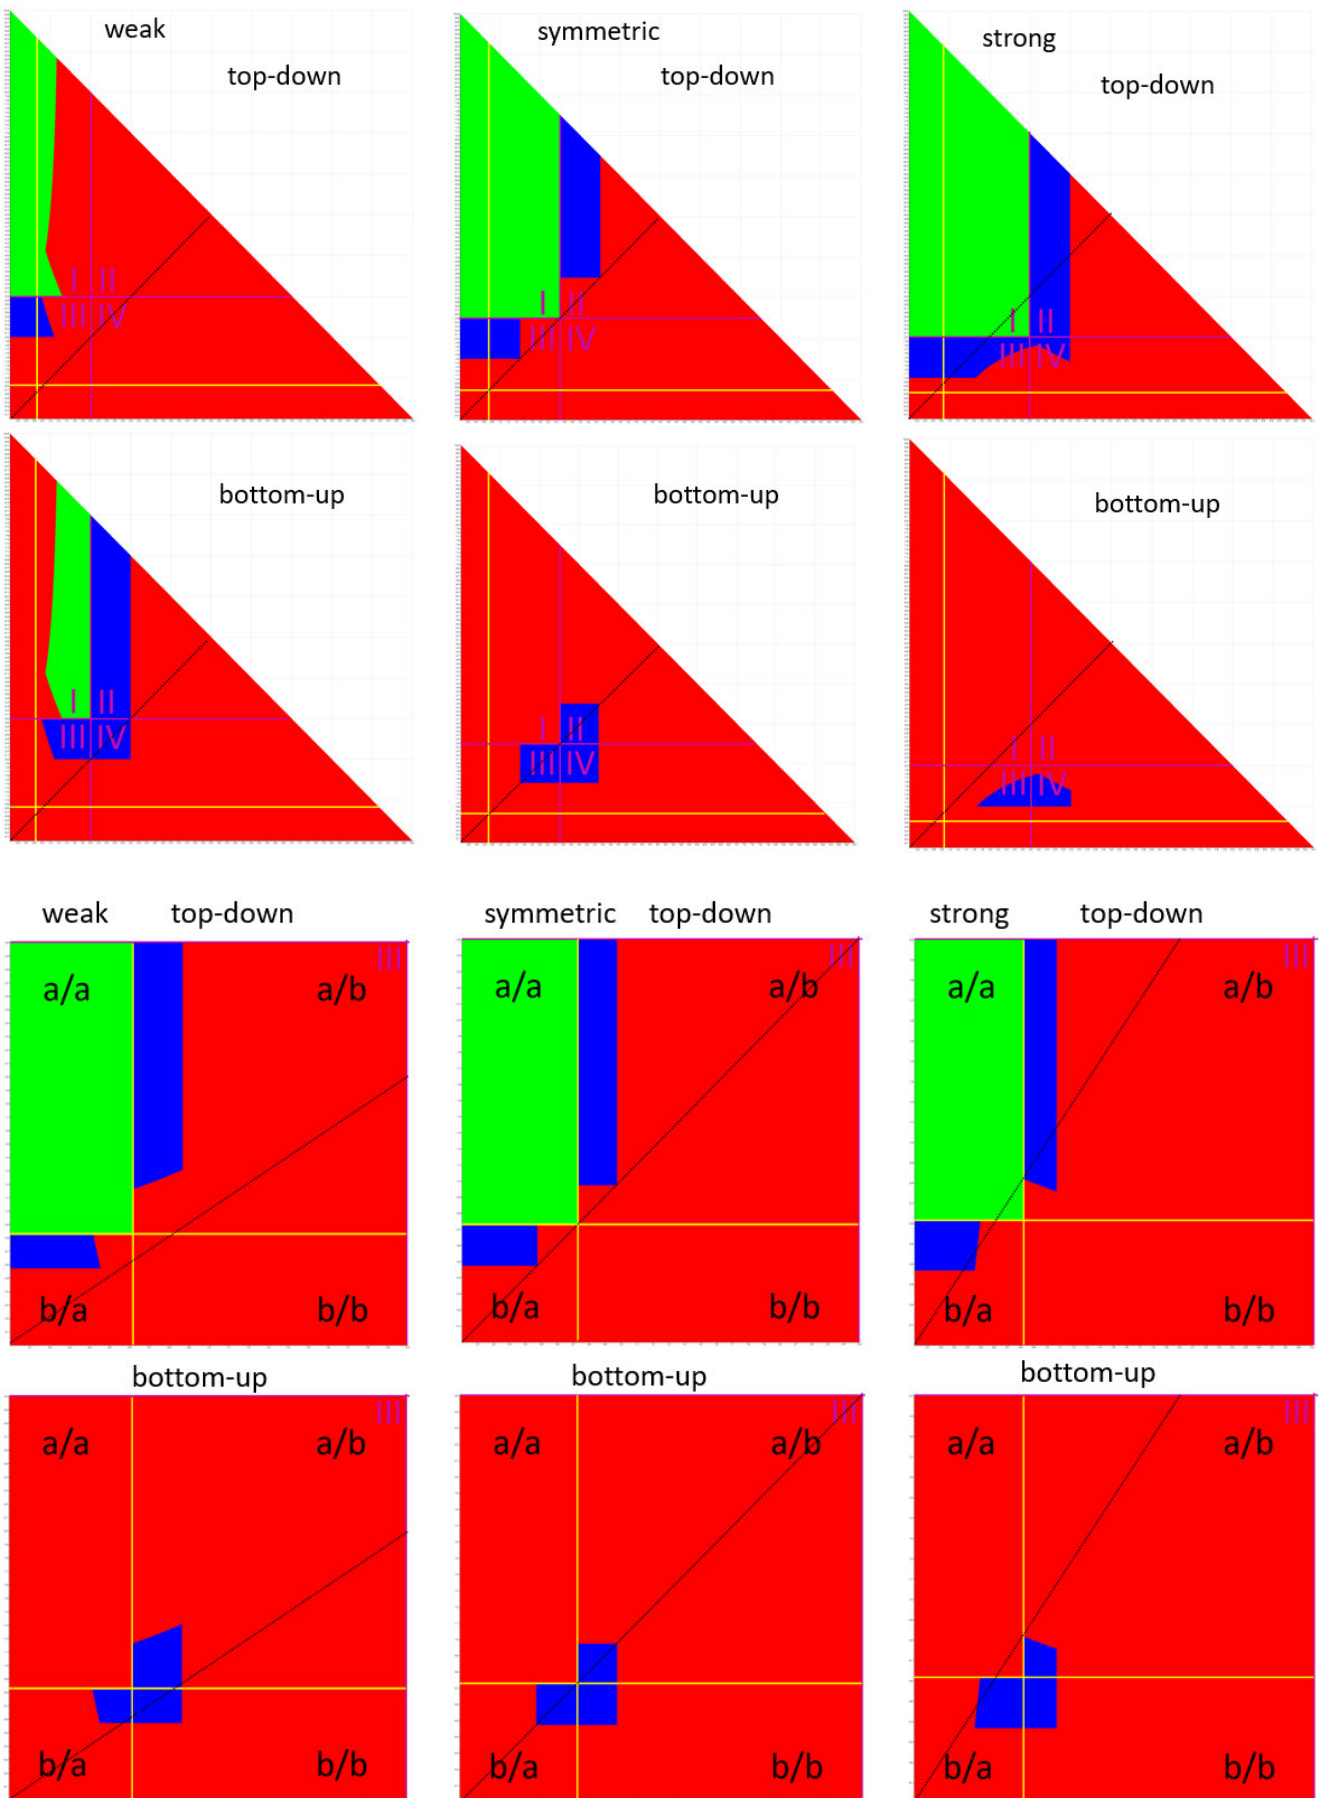 weak
symmetric
strong
top-down
top-down
top-down
I II
III IV
I II
III IV
I II
III IV
bottom-up
bottom-up
bottom-up
I II
III IV
I II
III IV
I II
III IV
weak top-down
symmetric top-down
strong top-down
III
III
III
a/a a/b
a/a a/b
a/a a/b
b/a b/b
b/a b/b
b/a b/b
bottom-up
bottom-up
bottom-up
III
III
III
a/a a/b
a/a a/b
a/a a/b
b/a b/b
b/a b/b
b/a b/b